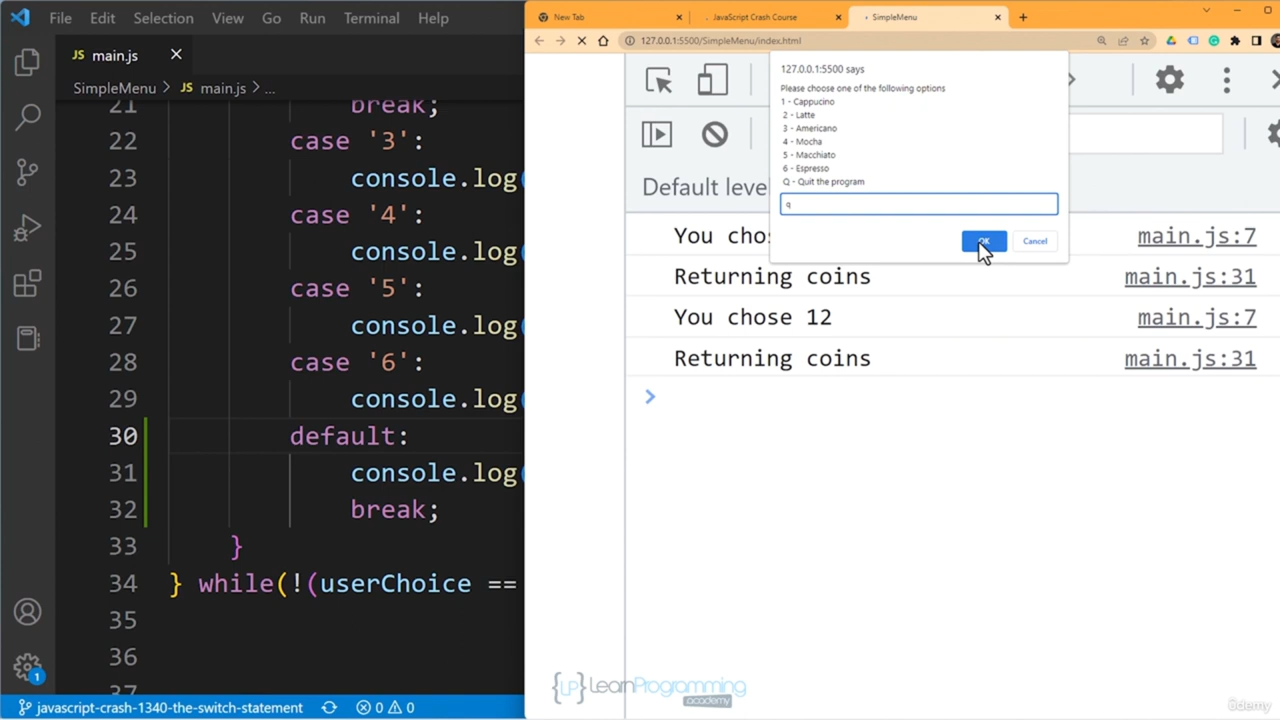 File Edit Selection View Go Run Terminal Help
main.js
SimpleMenu > main.js > ...
21 break;
22 case '3':
23 console.log(
24 case '4':
25 console.log(
26 case '5':
27 console.log(
28 case '6':
29 console.log(
30 default:
31 console.log(
32 break;
33 }
34 } while(!(userChoice ==
35
36
37
javascript-crash-1340-the-switch-statement 0 0
1
New Tab
JavaScript Crash Course
SimpleMenu
127.0.0.1:5500/SimpleMenu/index.html
127.0.0.1:5500 says
Please choose one of the following options
1 - Cappucino
2 - Latte
3 - Americano
4 - Mocha
5 - Macchiato
6 - Espresso
Q - Quit the program
q
OK Cancel
Default leve
You chos main.js:7
Returning coins main.js:31
You chose 12 main.js:7
Returning coins main.js:31
{LP} LearnProgramming
academy
ûdemy